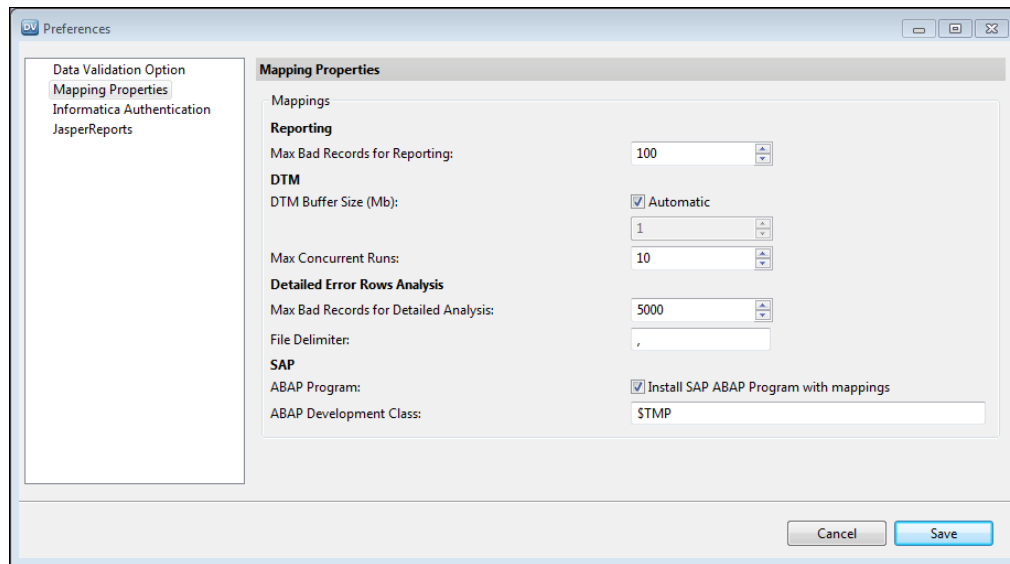 DV Preferences
Data Validation Option
Mapping Properties
Informatica Authentication
JasperReports
Mapping Properties
Mappings
Reporting
Max Bad Records for Reporting: 100
DTM
DTM Buffer Size (Mb): Automatic
1
Max Concurrent Runs: 10
Detailed Error Rows Analysis
Max Bad Records for Detailed Analysis: 5000
File Delimiter: ,
SAP
ABAP Program: Install SAP ABAP Program with mappings
ABAP Development Class: $TMP
Cancel Save